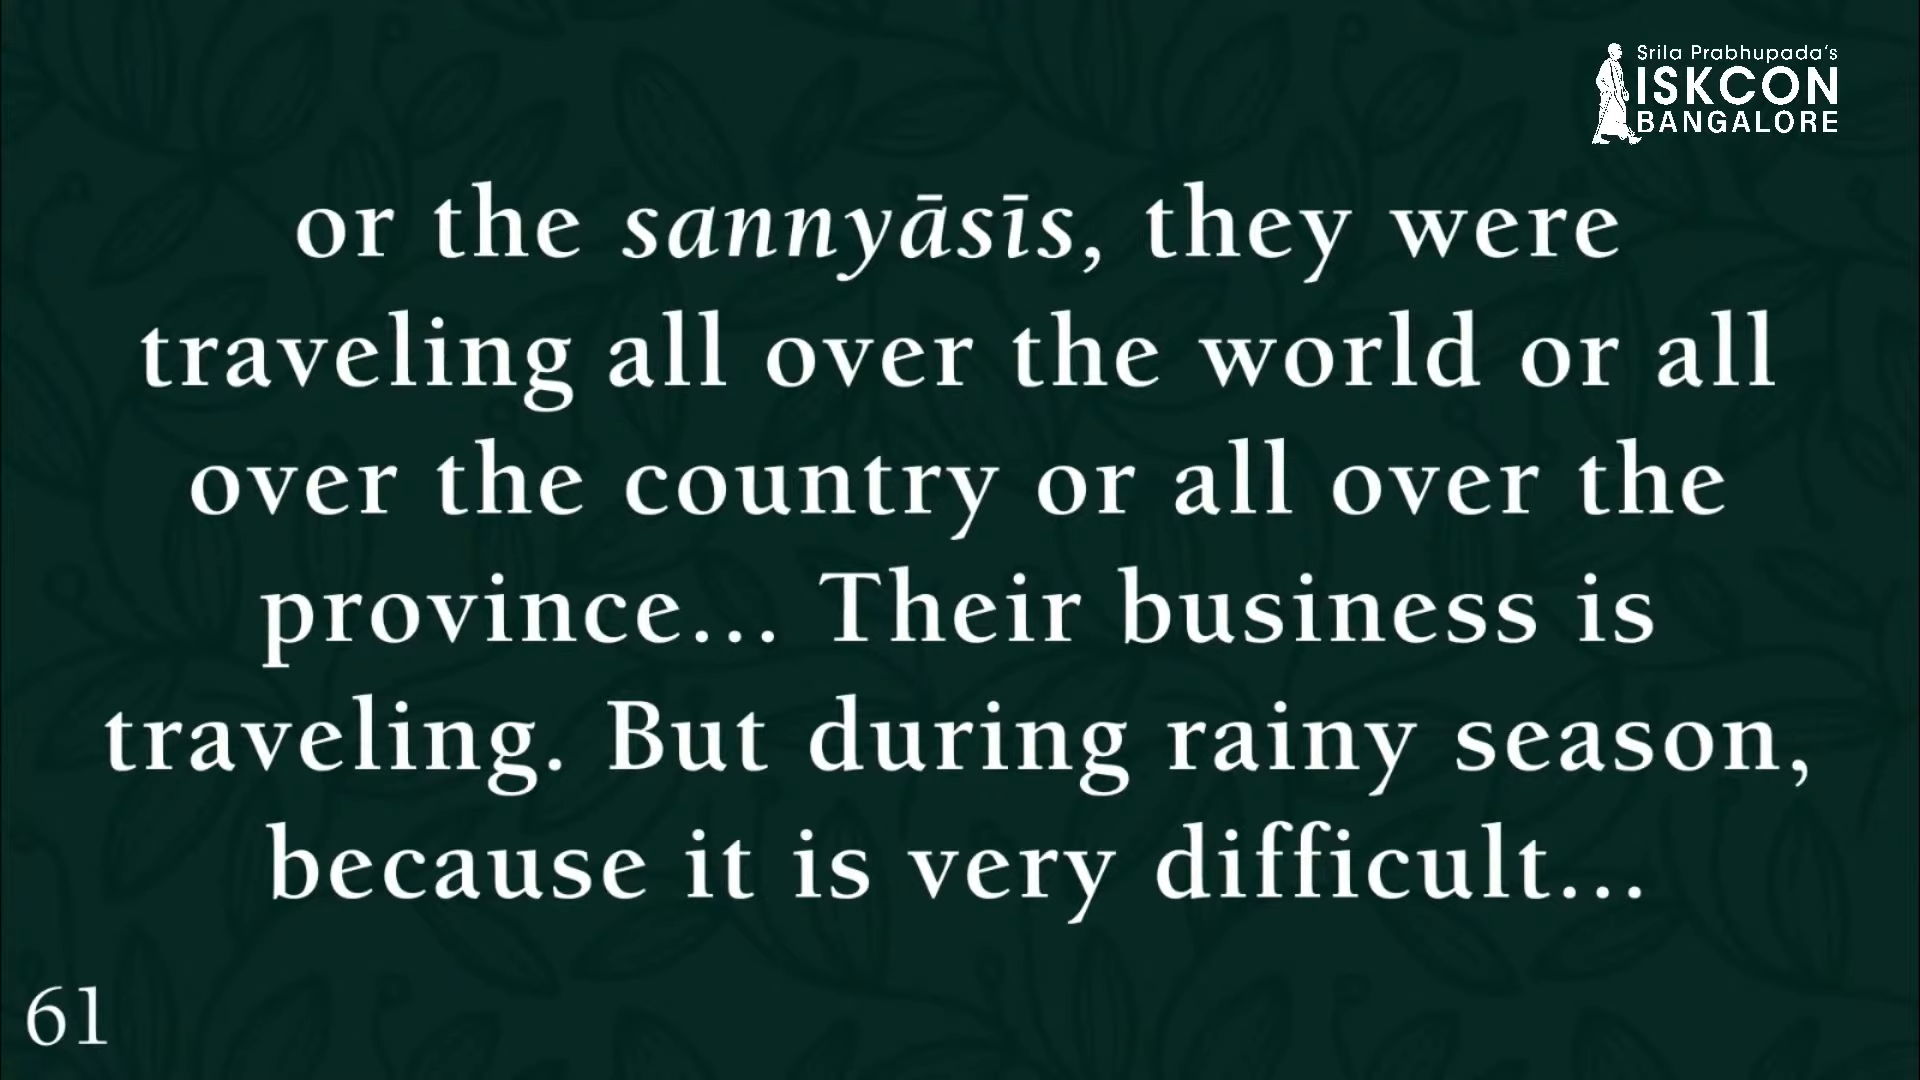 Srila Prabhupada's
ISKCON
BANGALORE
or the sannyāsīs, they were
traveling all over the world or all
over the country or all over the
province... Their business is
traveling. But during rainy season,
because it is very difficult...
61